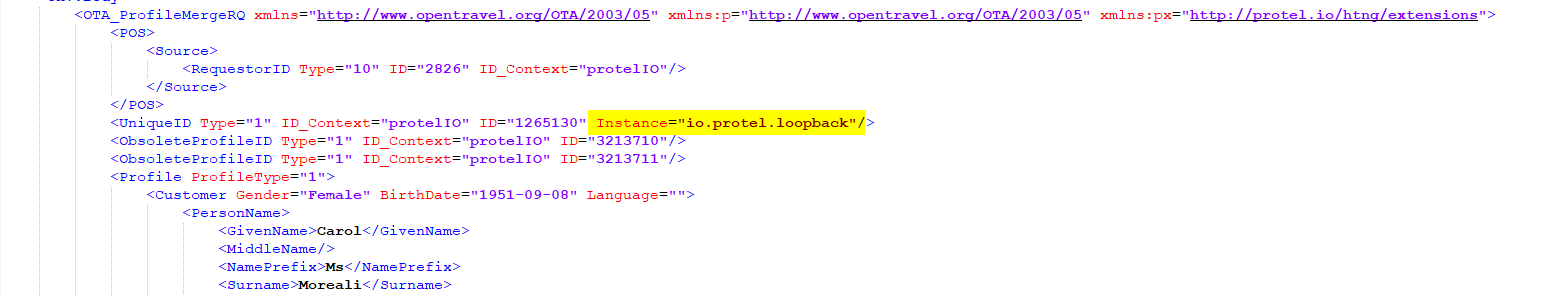 <OTA_ProfileMergeRQ xmlns="http://www.opentravel.org/OTA/2003/05" xmlns:p="http://www.opentravel.org/OTA/2003/05" xmlns:px="http://protel.io/htng/extensions">
<POS>
<Source>
<RequestorID Type="10" ID="2826" ID_Context="protelIO"/>
</Source>
</POS>
<UniqueID Type="1" ID_Context="protelIO" ID="1265130" Instance="io.protel.loopback"/>
<ObsoleteProfileID Type="1" ID_Context="protelIO" ID="3213710"/>
<ObsoleteProfileID Type="1" ID_Context="protelIO" ID="3213711"/>
<Profile ProfileType="1">
<Customer Gender="Female" BirthDate="1951-09-08" Language="">
<PersonName>
<GivenName>Carol</GivenName>
<MiddleName/>
<NamePrefix>Ms</NamePrefix>
<Surname>Moreali</Surname>